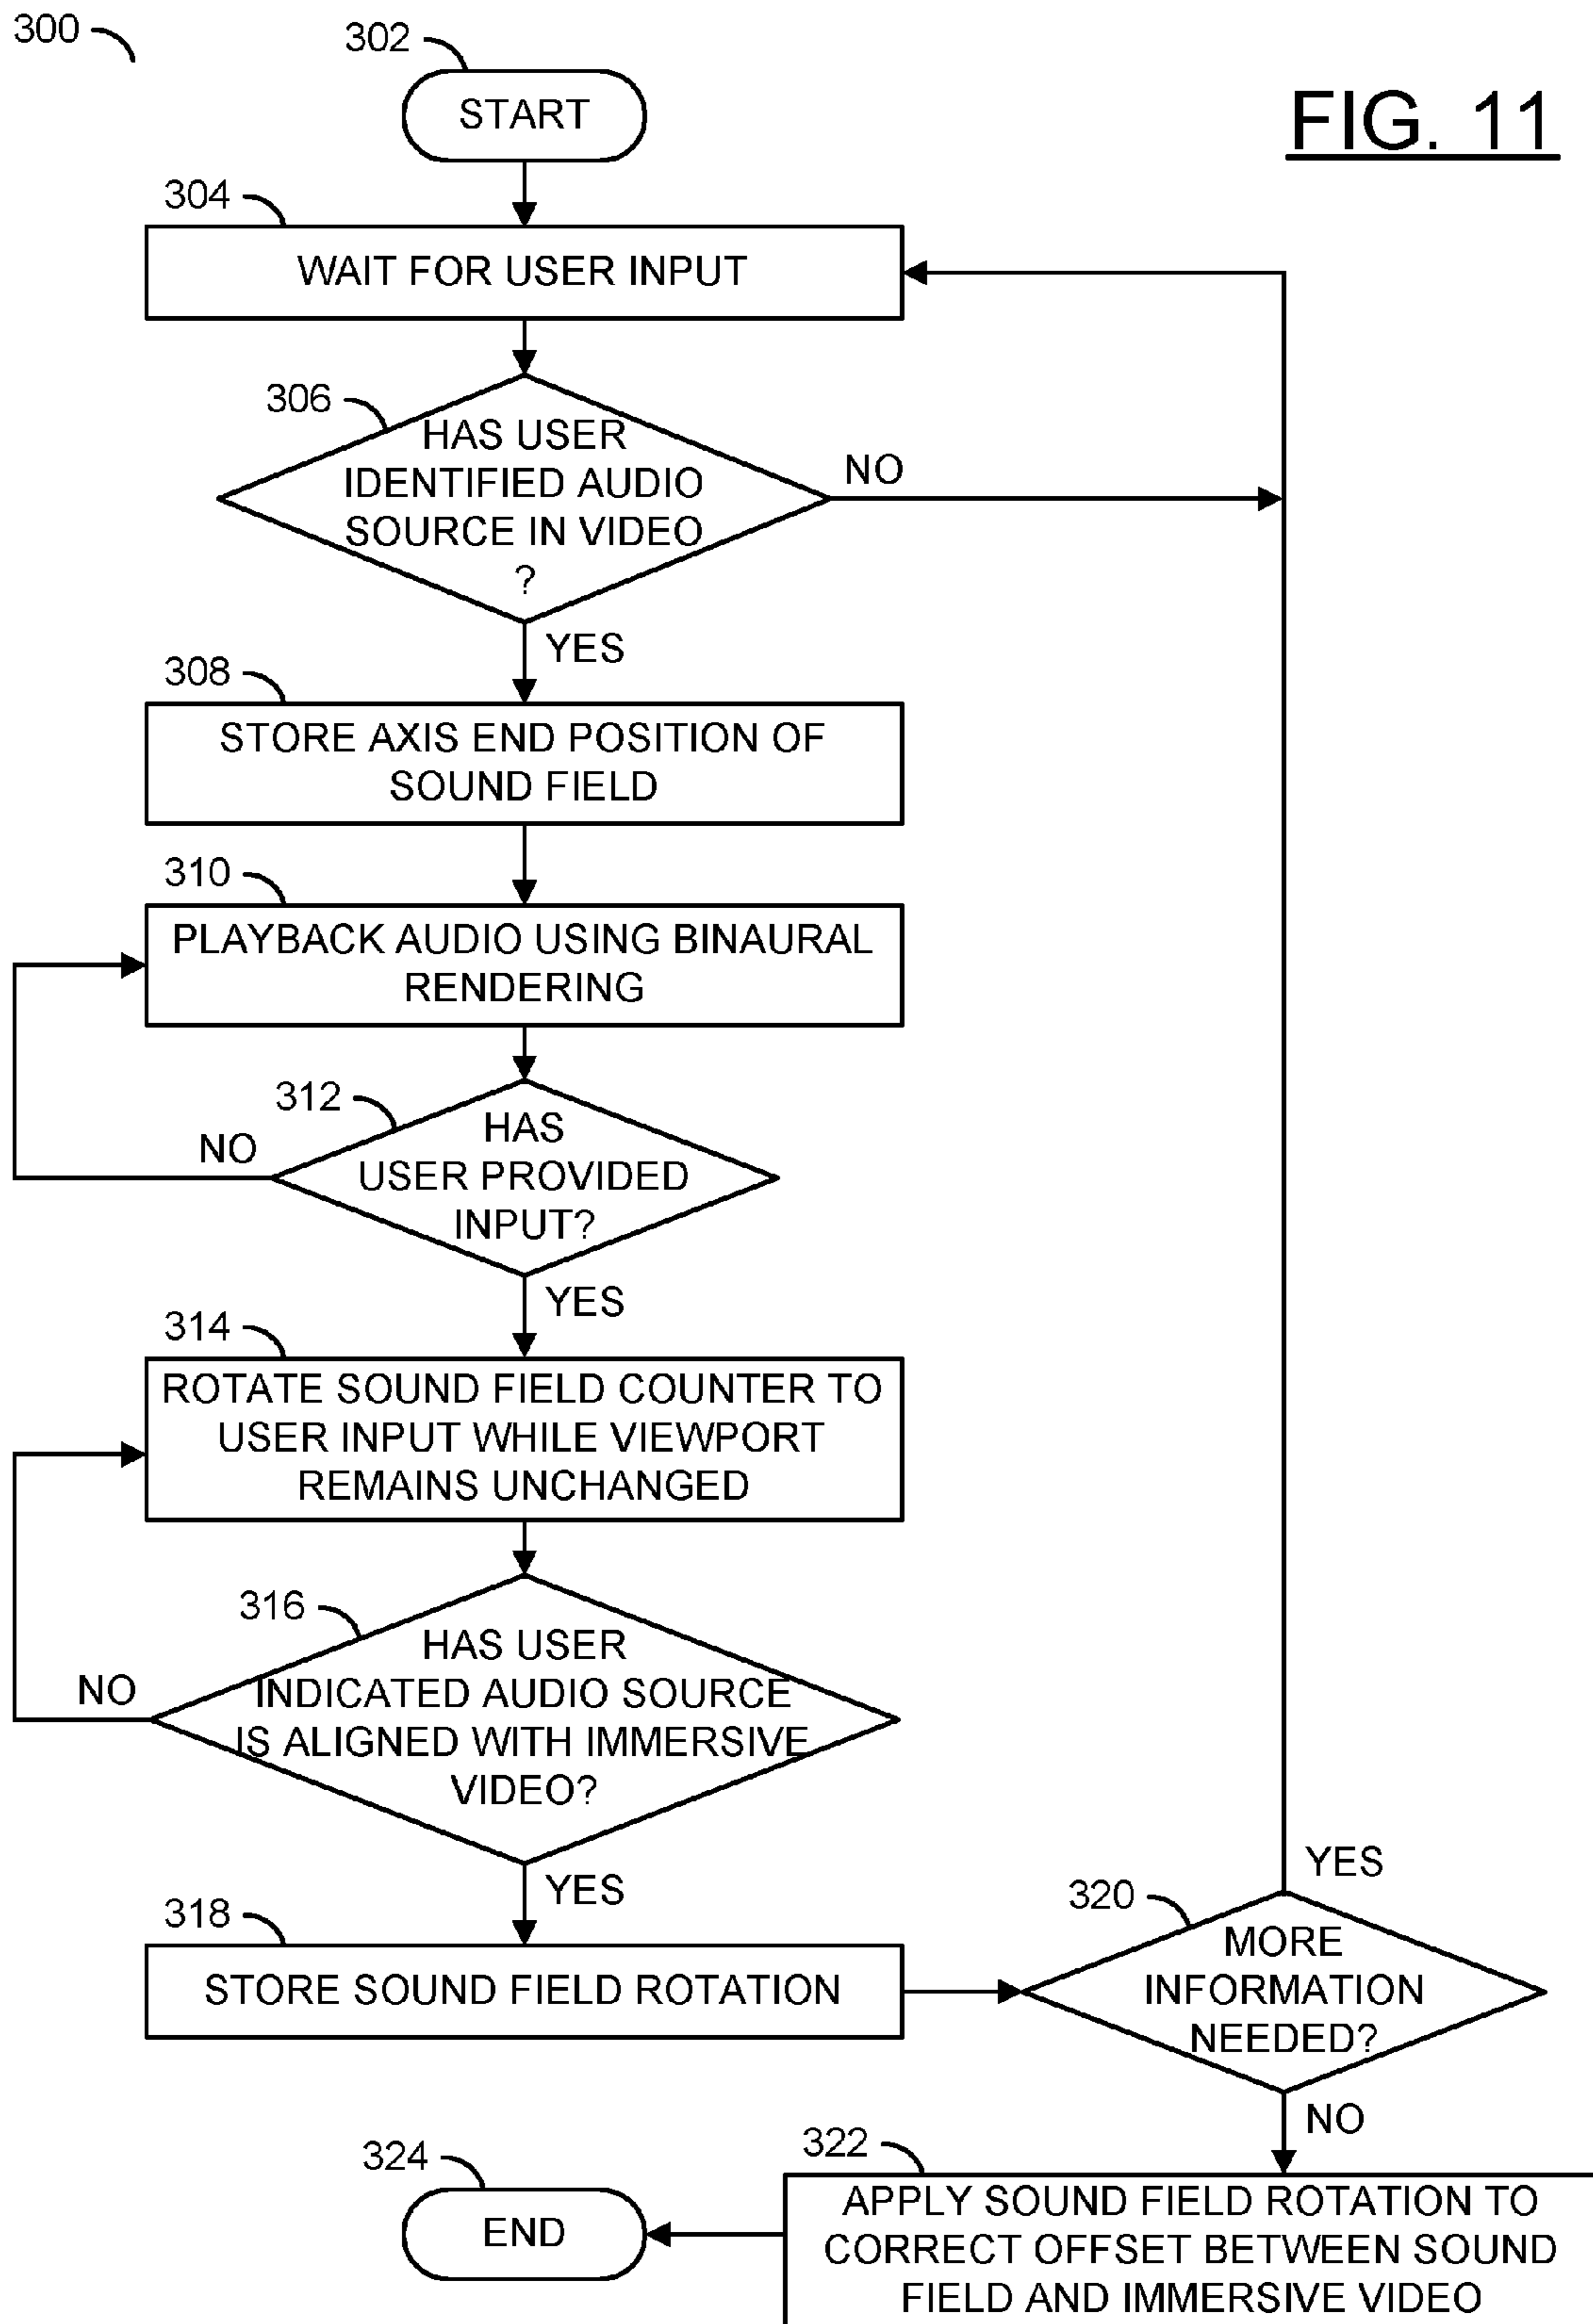 300
302
START
FIG. 11
304
WAIT FOR USER INPUT
306
HAS USER
IDENTIFIED AUDIO
SOURCE IN VIDEO
?
NO
YES
308
STORE AXIS END POSITION OF
SOUND FIELD
310
PLAYBACK AUDIO USING BINAURAL
RENDERING
312
HAS
USER PROVIDED
INPUT?
NO
YES
314
ROTATE SOUND FIELD COUNTER TO
USER INPUT WHILE VIEWPORT
REMAINS UNCHANGED
316
HAS USER
INDICATED AUDIO SOURCE
IS ALIGNED WITH IMMERSIVE
VIDEO?
NO
YES
318
STORE SOUND FIELD ROTATION
320
MORE
INFORMATION
NEEDED?
YES
NO
322
APPLY SOUND FIELD ROTATION TO
CORRECT OFFSET BETWEEN SOUND
FIELD AND IMMERSIVE VIDEO
324
END